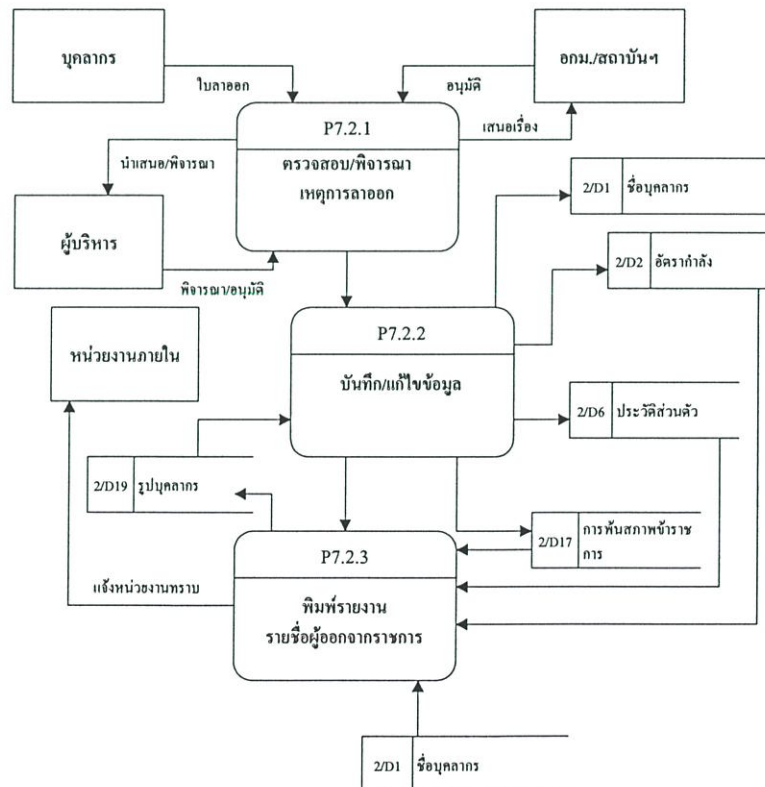 บุคลากร
อกม./สถาบันฯ
ใบลาออก
อนุมัติ
เสนอเรื่อง
P7.2.1
ตรวจสอบ/พิจารณา
เหตุการลาออก
นำเสนอ/พิจารณา
2/D1 ชื่อบุคลากร
ผู้บริหาร
2/D2 อัตรากำลัง
พิจารณา/อนุมัติ
P7.2.2
หน่วยงานภายใน
บันทึก/แก้ไขข้อมูล
2/D6 ประวัติส่วนตัว
2/D19 รูปบุคลากร
2/D17 การพ้นสภาพข้าราช
การ
P7.2.3
แจ้งหน่วยงานทราบ
พิมพ์รายงาน
รายชื่อผู้ออกจากราชการ
2/D1 ชื่อบุคลากร